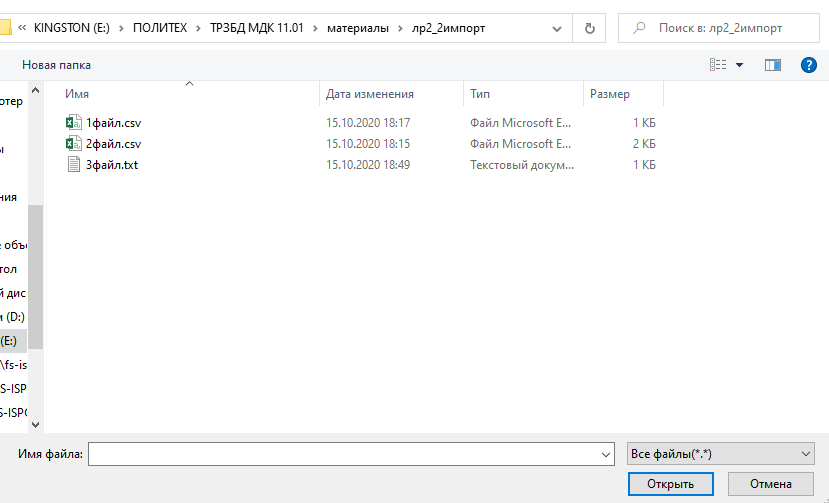 « KINGSTON (E:) › ПОЛИТЕХ › ТРЗБД МДК 11.01 › материалы › лр2_2импорт
Поиск в: лр2_2импорт
Новая папка
Имя Дата изменения Тип Размер
1файл.csv 15.10.2020 18:17 Файл Microsoft E... 1 КБ
2файл.csv 15.10.2020 18:15 Файл Microsoft E... 2 КБ
3файл.txt 15.10.2020 18:49 Текстовый докум... 1 КБ
отер
ы
ния
е объ
тол
й дис
м (D:)
(E:)
\fs-is
S-ISP
S-ISPO
Имя файла: Все файлы(*.*)
Открыть Отмена